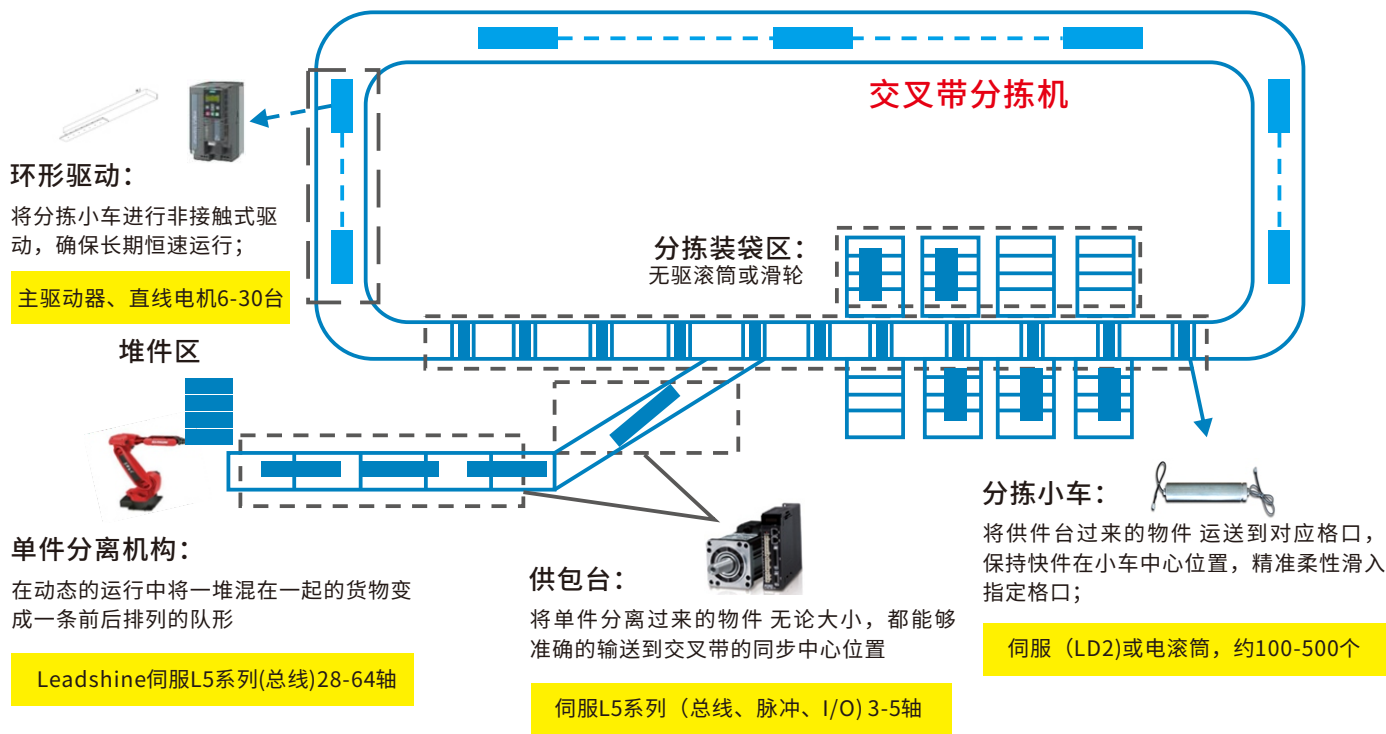 交叉带分拣机
环形驱动：
将分拣小车进行非接触式驱
动，确保长期恒速运行；
主驱动器、直线电机6-30台
分拣装袋区：
无驱滚筒或滑轮
堆件区
单件分离机构：
在动态的运行中将一堆混在一起的货物变
成一条前后排列的队形
Leadshine伺服L5系列(总线)28-64轴
供包台：
将单件分离过来的物件 无论大小，都能够
准确的输送到交叉带的同步中心位置
伺服L5系列（总线、脉冲、I/O) 3-5轴
分拣小车：
将供件台过来的物件 运送到对应格口，
保持快件在小车中心位置，精准柔性滑入
指定格口；
伺服（LD2)或电滚筒，约100-500个